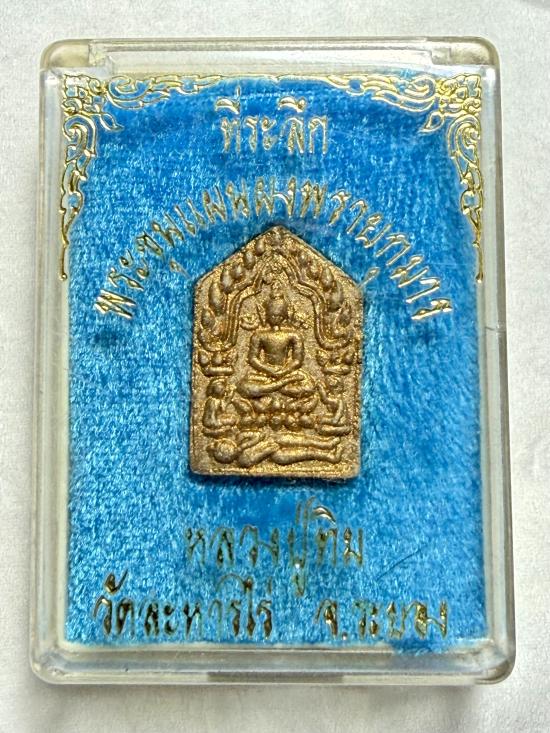 ที่ระลึก
พระขุนแผนผงพรายกุมาร
หลวงปู่ทิม
วัดละหารไร่ จ.ระยอง